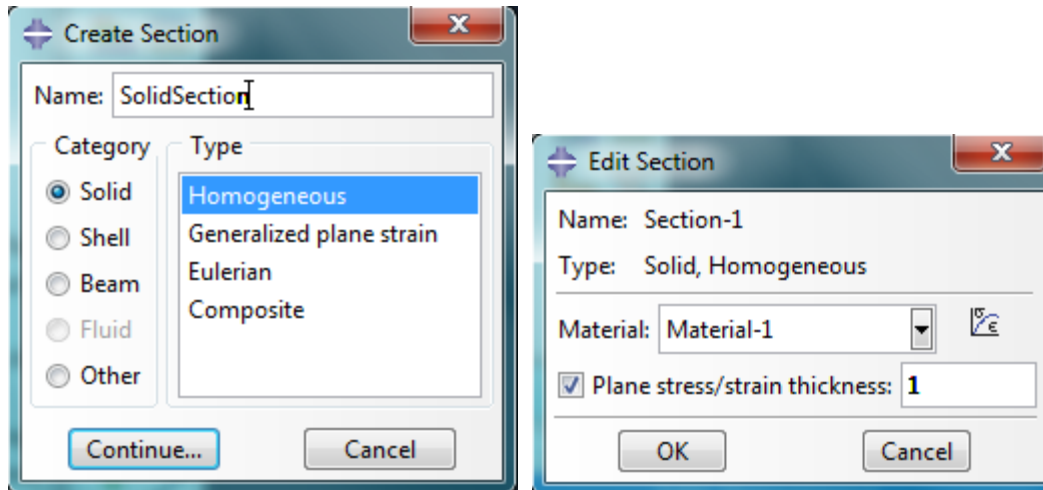 Create Section
Name: SolidSection
Category
Type
Solid
Shell
Beam
Fluid
Other
Homogeneous
Generalized plane strain
Eulerian
Composite
Continue...
Cancel
Edit Section
Name: Section-1
Type: Solid, Homogeneous
Material: Material-1
σ
ε
Plane stress/strain thickness: 1
OK
Cancel